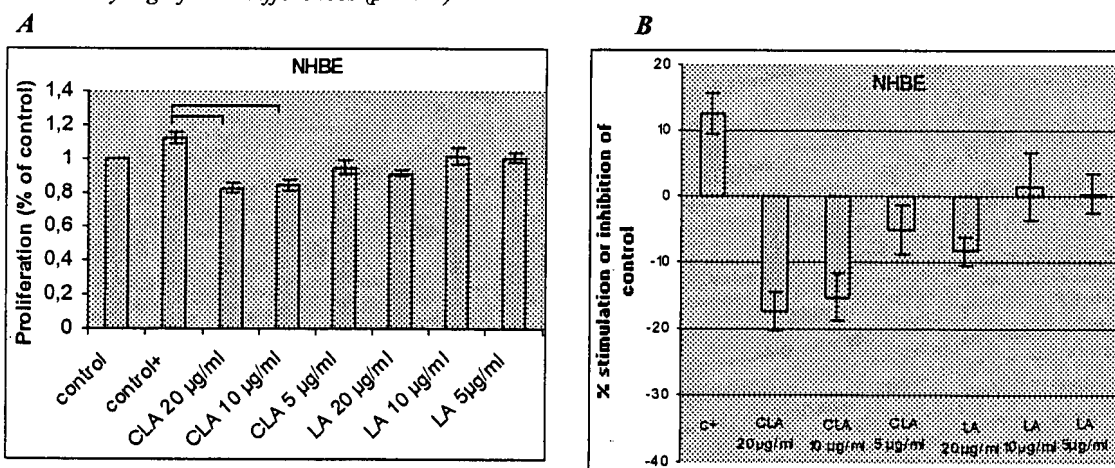 A
B
NHBE
1,4
1,2
1
0,8
0,6
0,4
0,2
0
Proliferation (% of control)
control
control+
CLA 20 µg/ml
CLA 10 µg/ml
CLA 5 µg/ml
LA 20 µg/ml
LA 10 µg/ml
LA 5µg/ml
NHBE
20
10
0
-10
-20
-30
-40
% stimulation or inhibition of
control
C+
CLA
20µg/ml
CLA
10 µg/ml
CLA
5 µg/ml
LA
20µg/ml
LA
10µg/ml
LA
5µg/ml